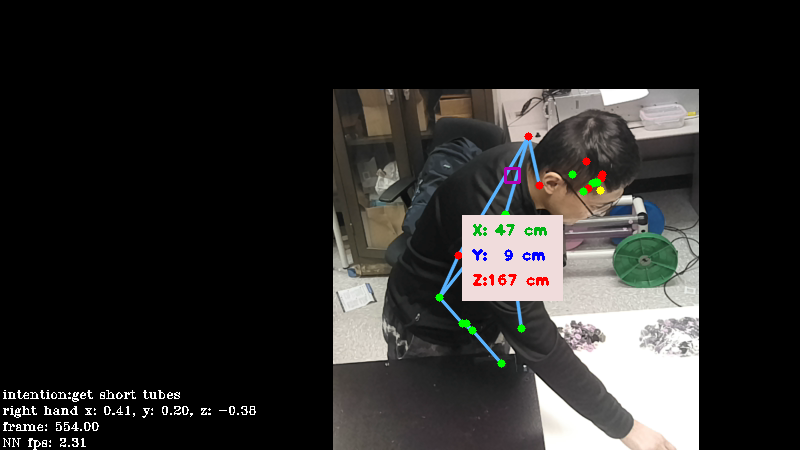 X: 47 cm
Y: 9 cm
Z:167 cm
intention:get short tubes
right hand x: 0.41, y: 0.20, z: -0.38
frame: 554.00
NN fps: 2.31